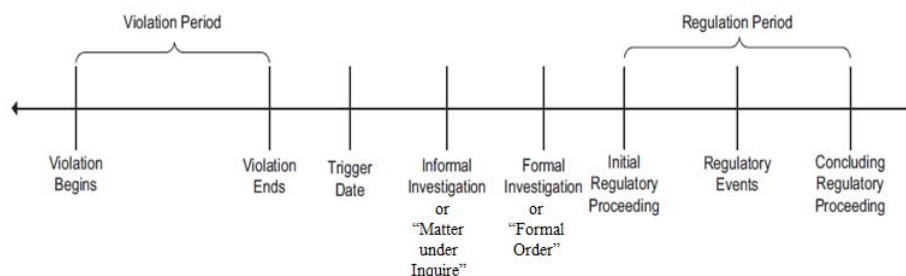 Violation Period
Regulation Period
Violation
Begins
Violation
Ends
Trigger
Date
Informal
Investigation
or
“Matter
under
Inquire”
Formal
Investigation
or
“Formal
Order”
Initial
Regulatory
Proceeding
Regulatory
Events
Concluding
Regulatory
Proceeding